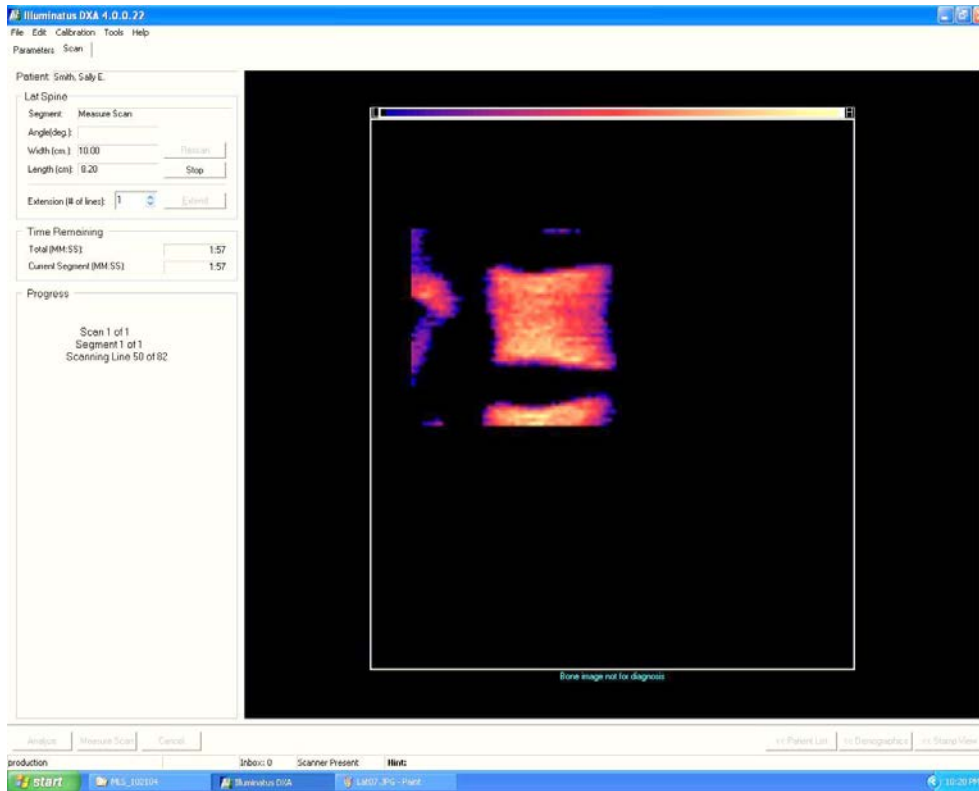 Illuminatus DXA 4.0.0.22
File Edit Calibration Tools Help
Parameters Scan
Patient: Smith, Sally E.
Lat Spine
Segment: Measure Scan
Angle(deg.):
Width (cm.): 10.00 Rescan
Length (cm): 8.20 Stop
Extension (# of lines): 1 Extend
Time Remaining
Total (MM:SS): 1:57
Current Segment (MM:SS): 1:57
Progress
Scan 1 of 1
Segment 1 of 1
Scanning Line 50 of 82
Bone image not for diagnosis
Analyze Measure Scan Cancel << Patient List << Demographics << Stamp View
production Inbox: 0 Scanner Present Hint:
start MLS_102104 Illuminatus DXA Lat07.JPG - Paint 10:20 PM